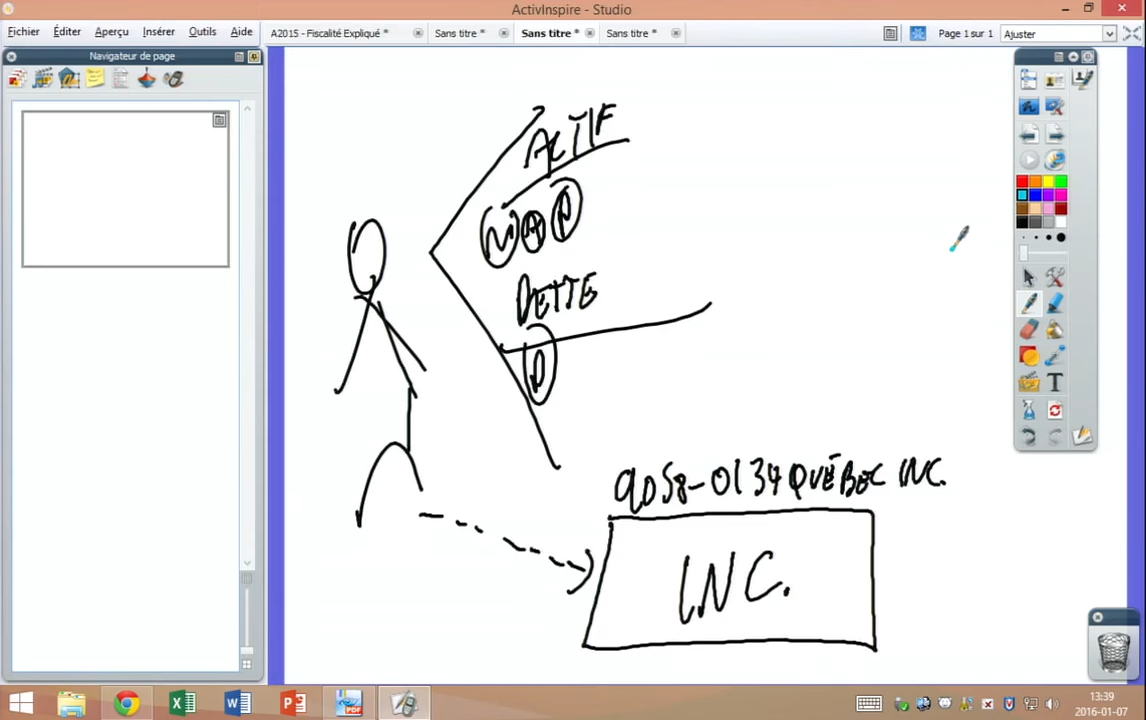 ActivInspire - Studio
Fichier Éditer Aperçu Insérer Outils Aide
A2015 - Fiscalité Expliqué * Sans titre * Sans titre * Sans titre *
Page 1 sur 1 Ajuster
Navigateur de page
ACTIF
M A P
DETTE
D
9058-0134 QUÉBEC INC.
INC.
13:39
2016-01-07